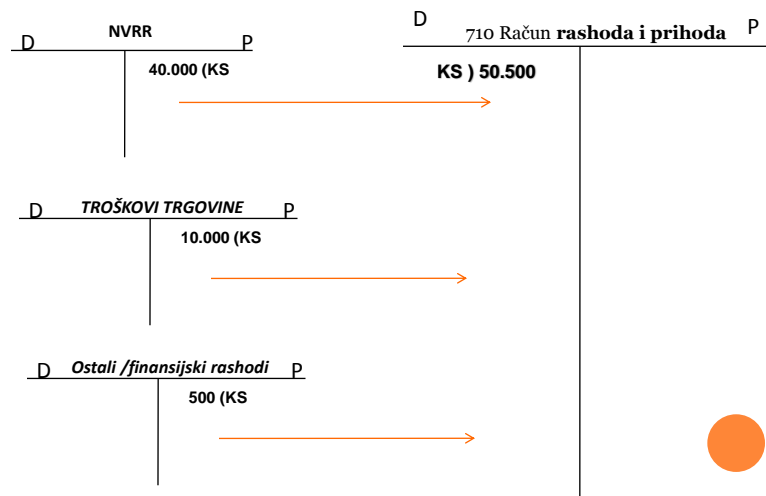 D NVRR P
40.000 (KS
D 710 Račun rashoda i prihoda P
KS ) 50.500
D TROŠKOVI TRGOVINE P
10.000 (KS
D Ostali /finansijski rashodi P
500 (KS